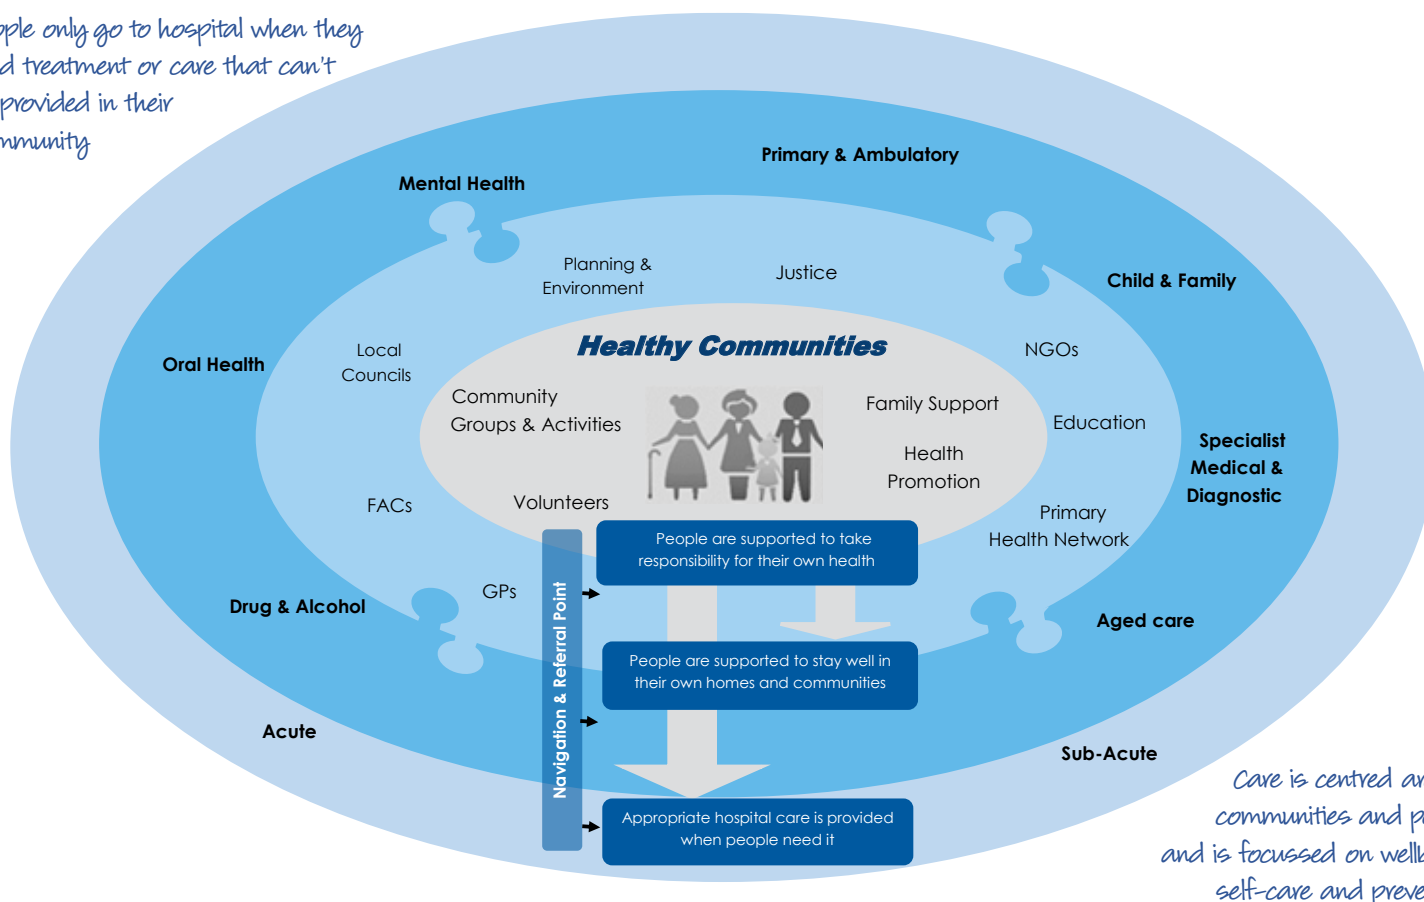 only go to hospital when they
treatment or care that can't
provided in their
Primary & Ambulatory
Mental Health
Planning &
Environment
Justice
Child & Family
Healthy Communities
Local
Councils
NGOs
Oral Health
Community
Groups & Activities
Family Support
Education
Specialist
Medical &
Diagnostic
Health
Promotion
FACs
Volunteers
Primary
Health Network
People are supported to take
responsibility for their own health
GPs
Drug & Alcohol
Aged care
Navigation & Referral Point
People are supported to stay well in
their own homes and communities
Acute
Sub-Acute
Appropriate hospital care is provided
when people need it
Care is centred
communities and
and is focussed on
self-care and